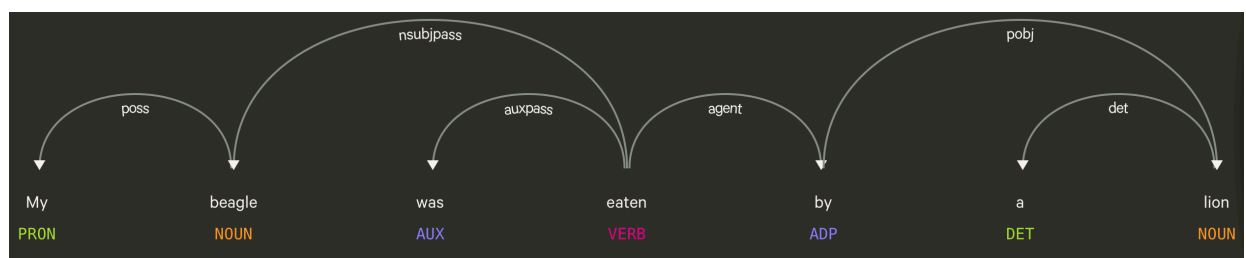 nsubjpass pobj
poss auxpass agent det
My beagle was eaten by a lion
PRON NOUN AUX VERB ADP DET NOUN